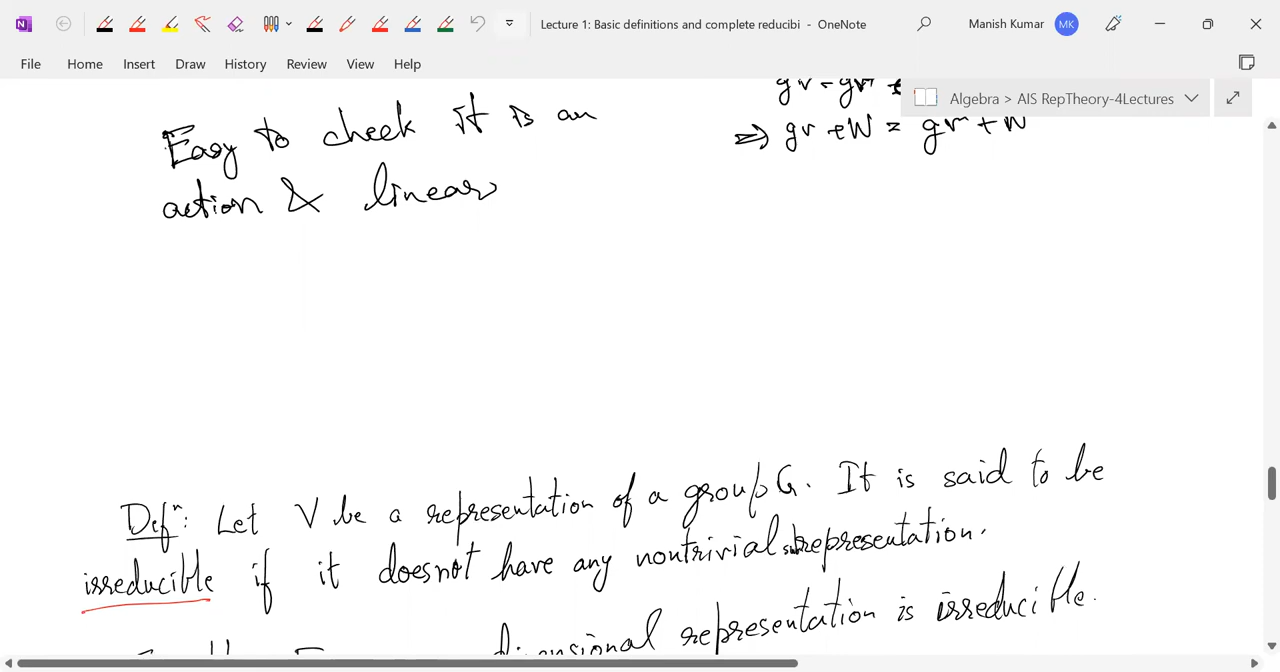 Lecture 1: Basic definitions and complete reducibi - OneNote
Manish Kumar
MK
File Home Insert Draw History Review View Help
Algebra > AIS RepTheory-4Lectures
Easy to check it is an
action & linear
⇒ gv + W = gv' + W
Defⁿ: Let V be a representation of a group G. It is said to be
irreducible if it doesnot have any nontrivial subrepresentation.
dimensional representation is irreducible.